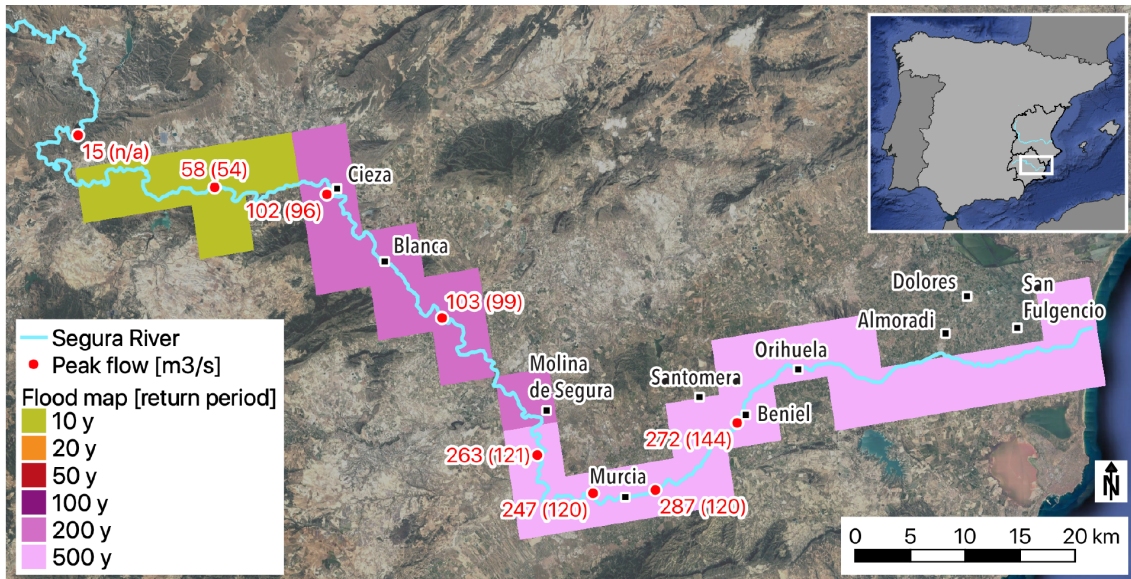 15 (n/a)
58 (54)
Cieza
102 (96)
Blanca
103 (99)
Dolores
San
Fulgencio
Almoradi
Orihuela
Molina
de Segura
Santomera
Beniel
272 (144)
263 (121)
Murcia
247 (120)
287 (120)
Segura River
Peak flow [m3/s]
Flood map [return period]
10 y
20 y
50 y
100 y
200 y
500 y
N
0 5 10 15 20 km